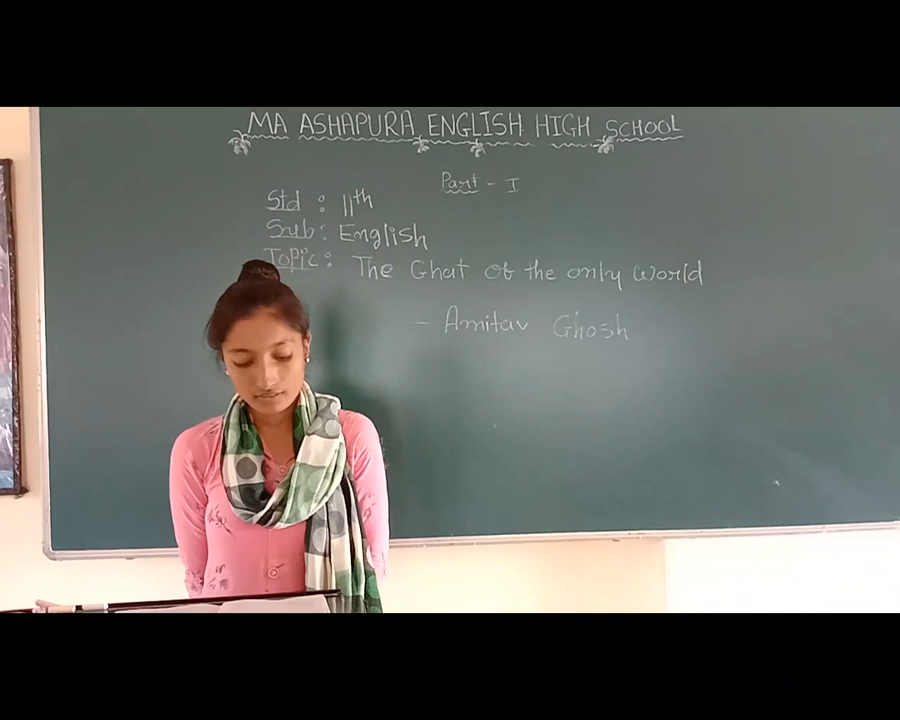 MA ASHAPURA ENGLISH HIGH SCHOOL
Part - I
Std : 11th
Sub : English
Topic : The Ghat of the only World
- Amitav Ghosh